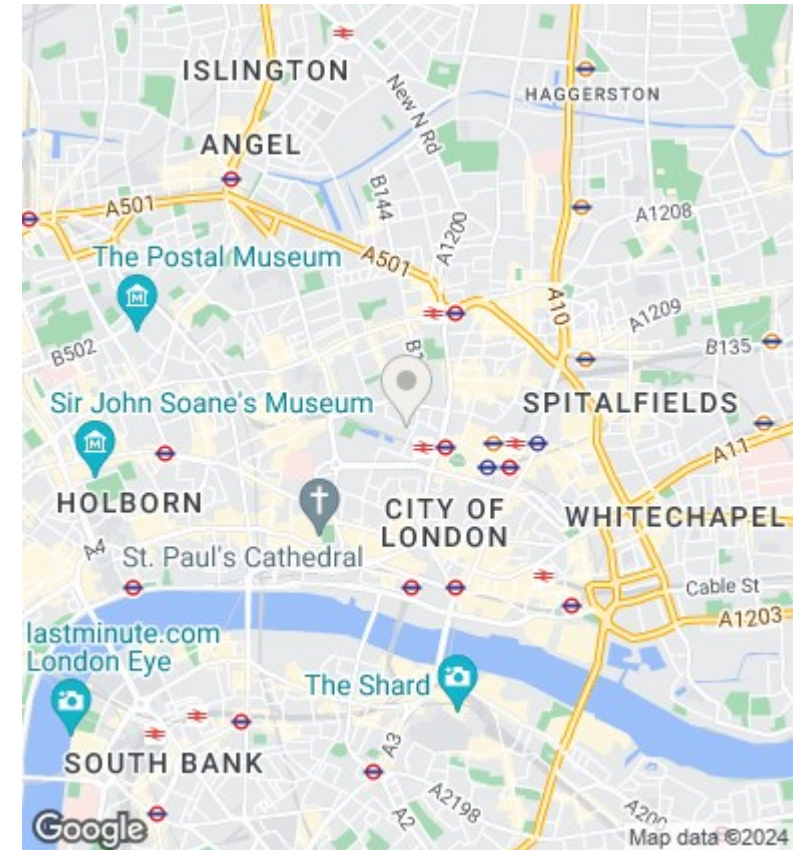 ISLINGTON
New N Rd
HAGGERSTON
ANGEL
B144
A501
A1208
A1200
The Postal Museum
A501
A10
A1209
B502
B135
Sir John Soane's Museum
SPITALFIELDS
A11
HOLBORN
CITY OF
LONDON
WHITECHAPEL
A4
St. Paul's Cathedral
Cable St
A1203
lastminute.com
London Eye
The Shard
A3
SOUTH BANK
A2198
A2
Google
Map data ©2024